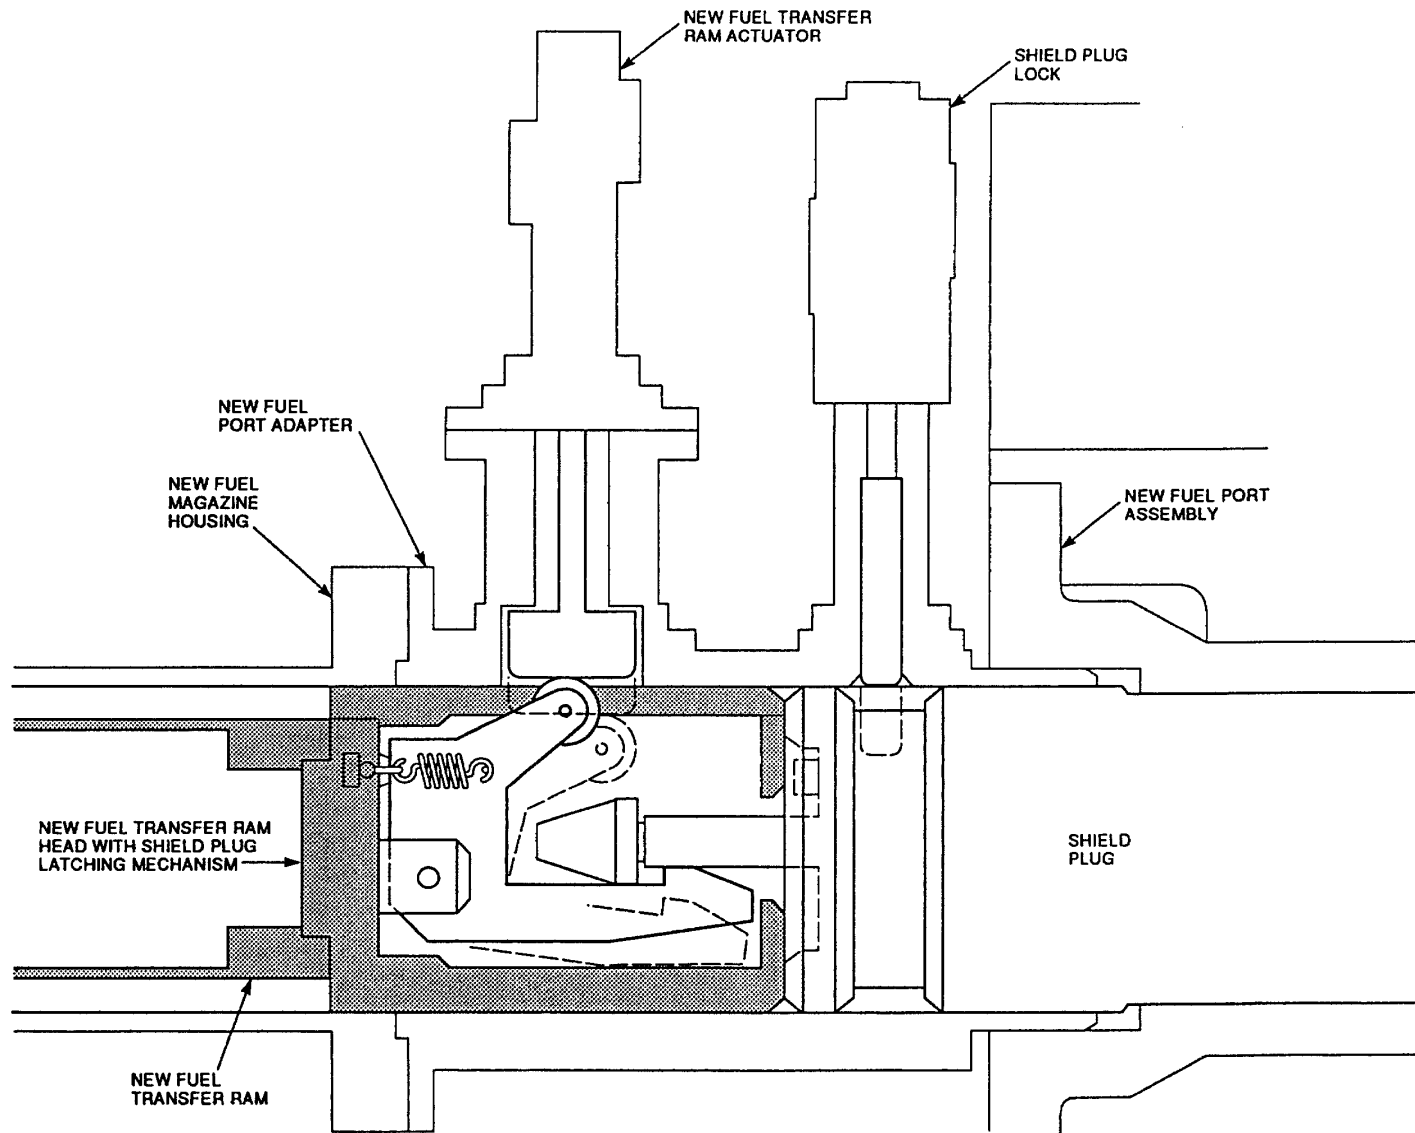 NEW FUEL TRANSFER
RAM ACTUATOR
SHIELD PLUG
LOCK
NEW FUEL
PORT ADAPTER
NEW FUEL
MAGAZINE
HOUSING
NEW FUEL PORT
ASSEMBLY
NEW FUEL TRANSFER RAM
HEAD WITH SHIELD PLUG
LATCHING MECHANISM
SHIELD
PLUG
NEW FUEL
TRANSFER RAM